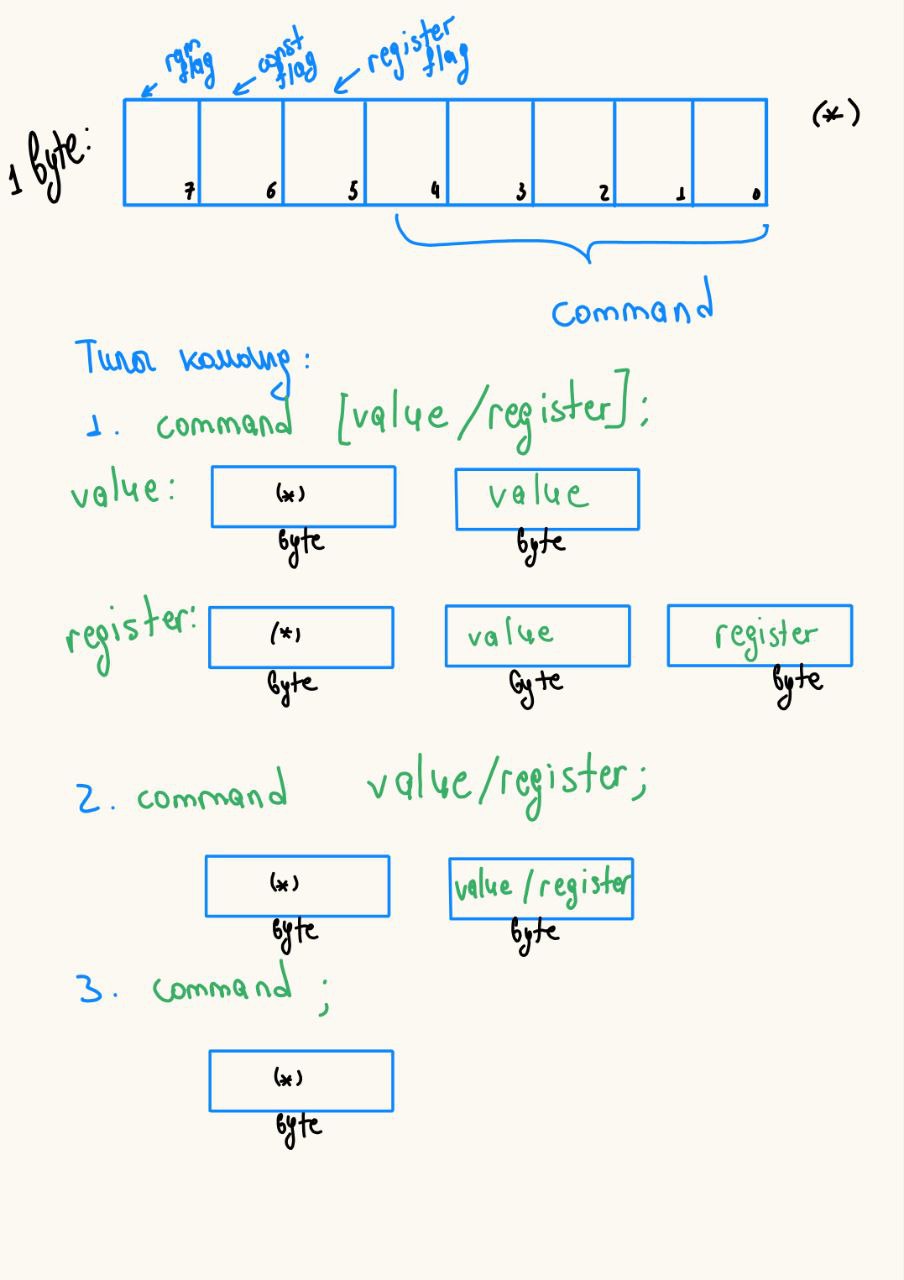 ram flag
const flag
register flag
1 byte:
7 6 5 4 3 2 1 0
(*)
command
Типы команд:
1. command [value/register];
value:
(*)
value
byte
byte
register:
(*)
value
register
byte
byte
byte
2. command value/register;
(*)
value/register
byte
byte
3. command ;
(*)
byte